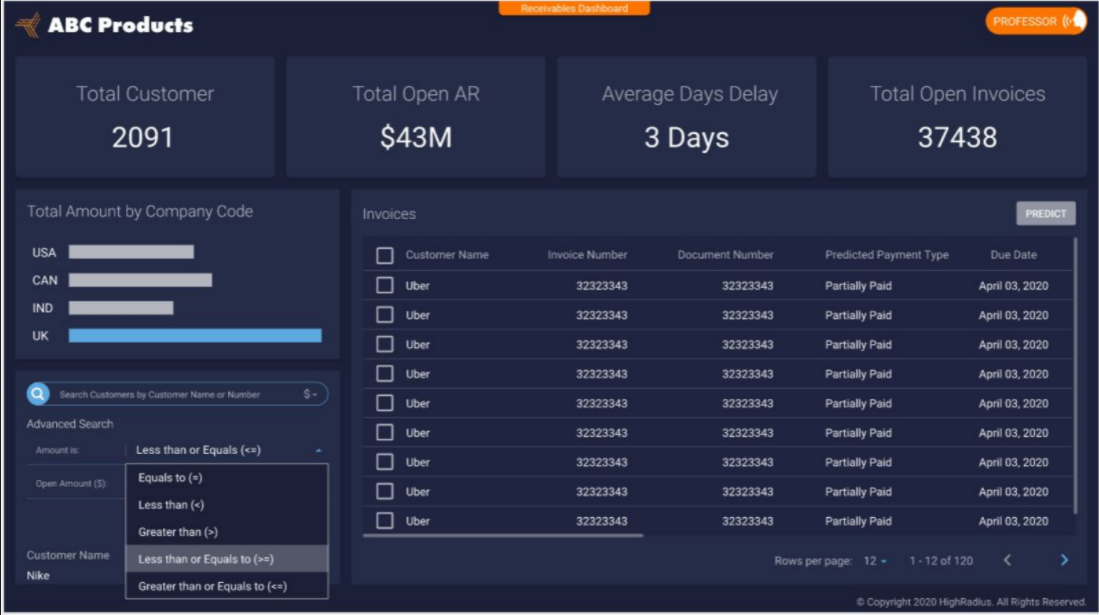 Receivables Dashboard
ABC Products
PROFESSOR
Total Customer
2091
Total Open AR
$43M
Average Days Delay
3 Days
Total Open Invoices
37438
Total Amount by Company Code
USA
CAN
IND
UK
Search Customers by Customer Name or Number $
Advanced Search
Amount is: Less than or Equals (<=)
Open Amount ($):
Equals to (=)
Less than (<)
Greater than (>)
Less than or Equals to (>=)
Greater than or Equals to (<=)
Customer Name
Nike
Invoices
PREDICT
Customer Name Invoice Number Document Number Predicted Payment Type Due Date
Uber 32323343 32323343 Partially Paid April 03, 2020
Uber 32323343 32323343 Partially Paid April 03, 2020
Uber 32323343 32323343 Partially Paid April 03, 2020
Uber 32323343 32323343 Partially Paid April 03, 2020
Uber 32323343 32323343 Partially Paid April 03, 2020
Uber 32323343 32323343 Partially Paid April 03, 2020
Uber 32323343 32323343 Partially Paid April 03, 2020
Uber 32323343 32323343 Partially Paid April 03, 2020
Uber 32323343 32323343 Partially Paid April 03, 2020
Rows per page: 12 1 - 12 of 120
© Copyright 2020 HighRadius. All Rights Reserved.